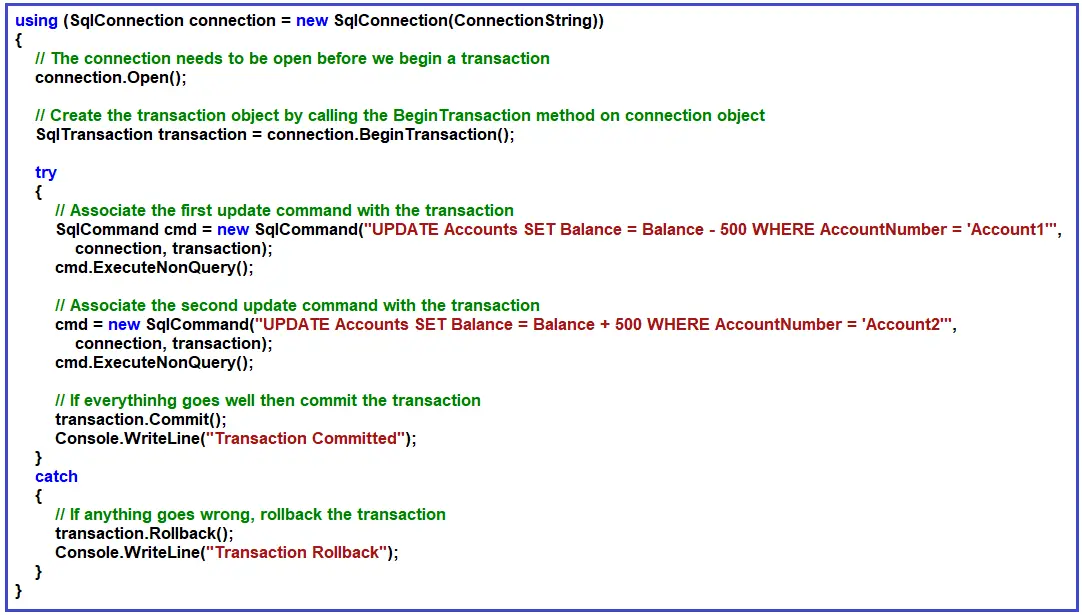 using (SqlConnection connection = new SqlConnection(ConnectionString))
{
// The connection needs to be open before we begin a transaction
connection.Open();
// Create the transaction object by calling the BeginTransaction method on connection object
SqlTransaction transaction = connection.BeginTransaction();
try
{
// Associate the first update command with the transaction
SqlCommand cmd = new SqlCommand("UPDATE Accounts SET Balance = Balance - 500 WHERE AccountNumber = 'Account1'",
connection, transaction);
cmd.ExecuteNonQuery();
// Associate the second update command with the transaction
cmd = new SqlCommand("UPDATE Accounts SET Balance = Balance + 500 WHERE AccountNumber = 'Account2'",
connection, transaction);
cmd.ExecuteNonQuery();
// If everythinhg goes well then commit the transaction
transaction.Commit();
Console.WriteLine("Transaction Committed");
}
catch
{
// If anything goes wrong, rollback the transaction
transaction.Rollback();
Console.WriteLine("Transaction Rollback");
}
}